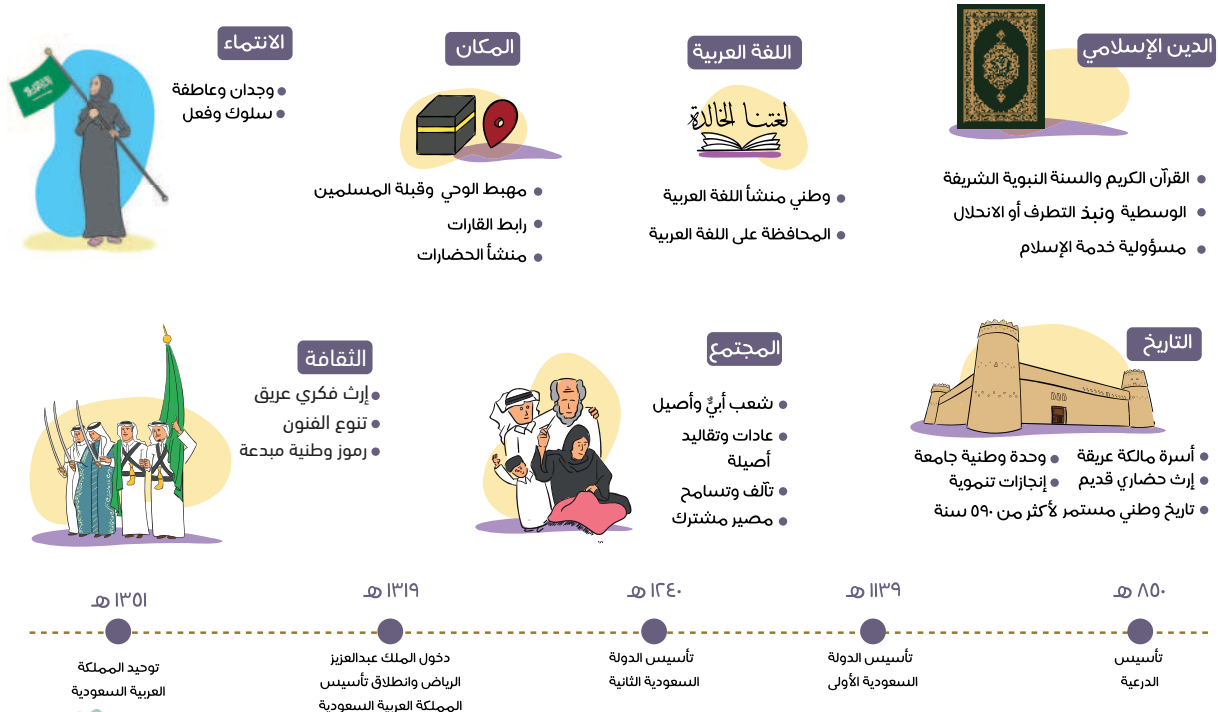 الدين الإسلامي
القرآن الكريم والسنة النبوية الشريفة
الوسطية ونبذ التطرف أو الانحلال
مسؤولية خدمة الإسلام
اللغة العربية
لغتنا الخالدة
وطني منشأ اللغة العربية
المحافظة على اللغة العربية
المكان
مهبط الوحي وقبلة المسلمين
رابط القارات
منشأ الحضارات
الانتماء
وجدان وعاطفة
سلوك وفعل
التاريخ
أسرة مالكة عريقة
وحدة وطنية جامعة
إرث حضاري قديم
إنجازات تنموية
تاريخ وطني مستمر لأكثر من ٥٩٠ سنة
المجتمع
شعب أبيٌّ وأصيل
عادات وتقاليد
أصيلة
تآلف وتسامح
مصير مشترك
الثقافة
إرث فكري عريق
تنوع الفنون
رموز وطنية مبدعة
٨٥٠ هـ
تأسيس
الدرعية
١١٣٩ هـ
تأسيس الدولة
السعودية الأولى
١٢٤٠ هـ
تأسيس الدولة
السعودية الثانية
١٣١٩ هـ
دخول الملك عبدالعزيز
الرياض وانطلاق تأسيس
المملكة العربية السعودية
١٣٥١ هـ
توحيد المملكة
العربية السعودية